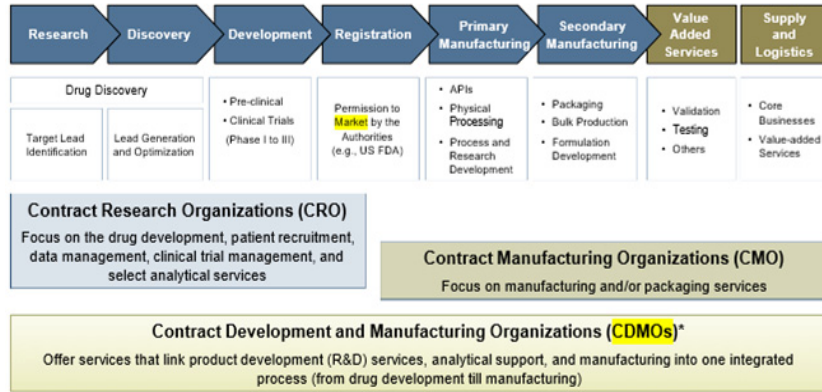 Research
Discovery
Development
Registration
Primary
Manufacturing
Secondary
Manufacturing
Value
Added
Services
Supply
and
Logistics
Drug Discovery
Target Lead
Identification
Lead Generation
and Optimization
• Pre-clinical
• Clinical Trials
(Phase I to III)
Permission to
Market by the
Authorities
(e.g., US FDA)
• APIs
• Physical
Processing
• Process and
Research
Development
• Packaging
• Bulk Production
• Formulation
Development
• Validation
• Testing
• Others
• Core
Businesses
• Value-added
Services
Contract Research Organizations (CRO)
Focus on the drug development, patient recruitment,
data management, clinical trial management, and
select analytical services
Contract Manufacturing Organizations (CMO)
Focus on manufacturing and/or packaging services
Contract Development and Manufacturing Organizations (CDMOs)*
Offer services that link product development (R&D) services, analytical support, and manufacturing into one integrated
process (from drug development till manufacturing)